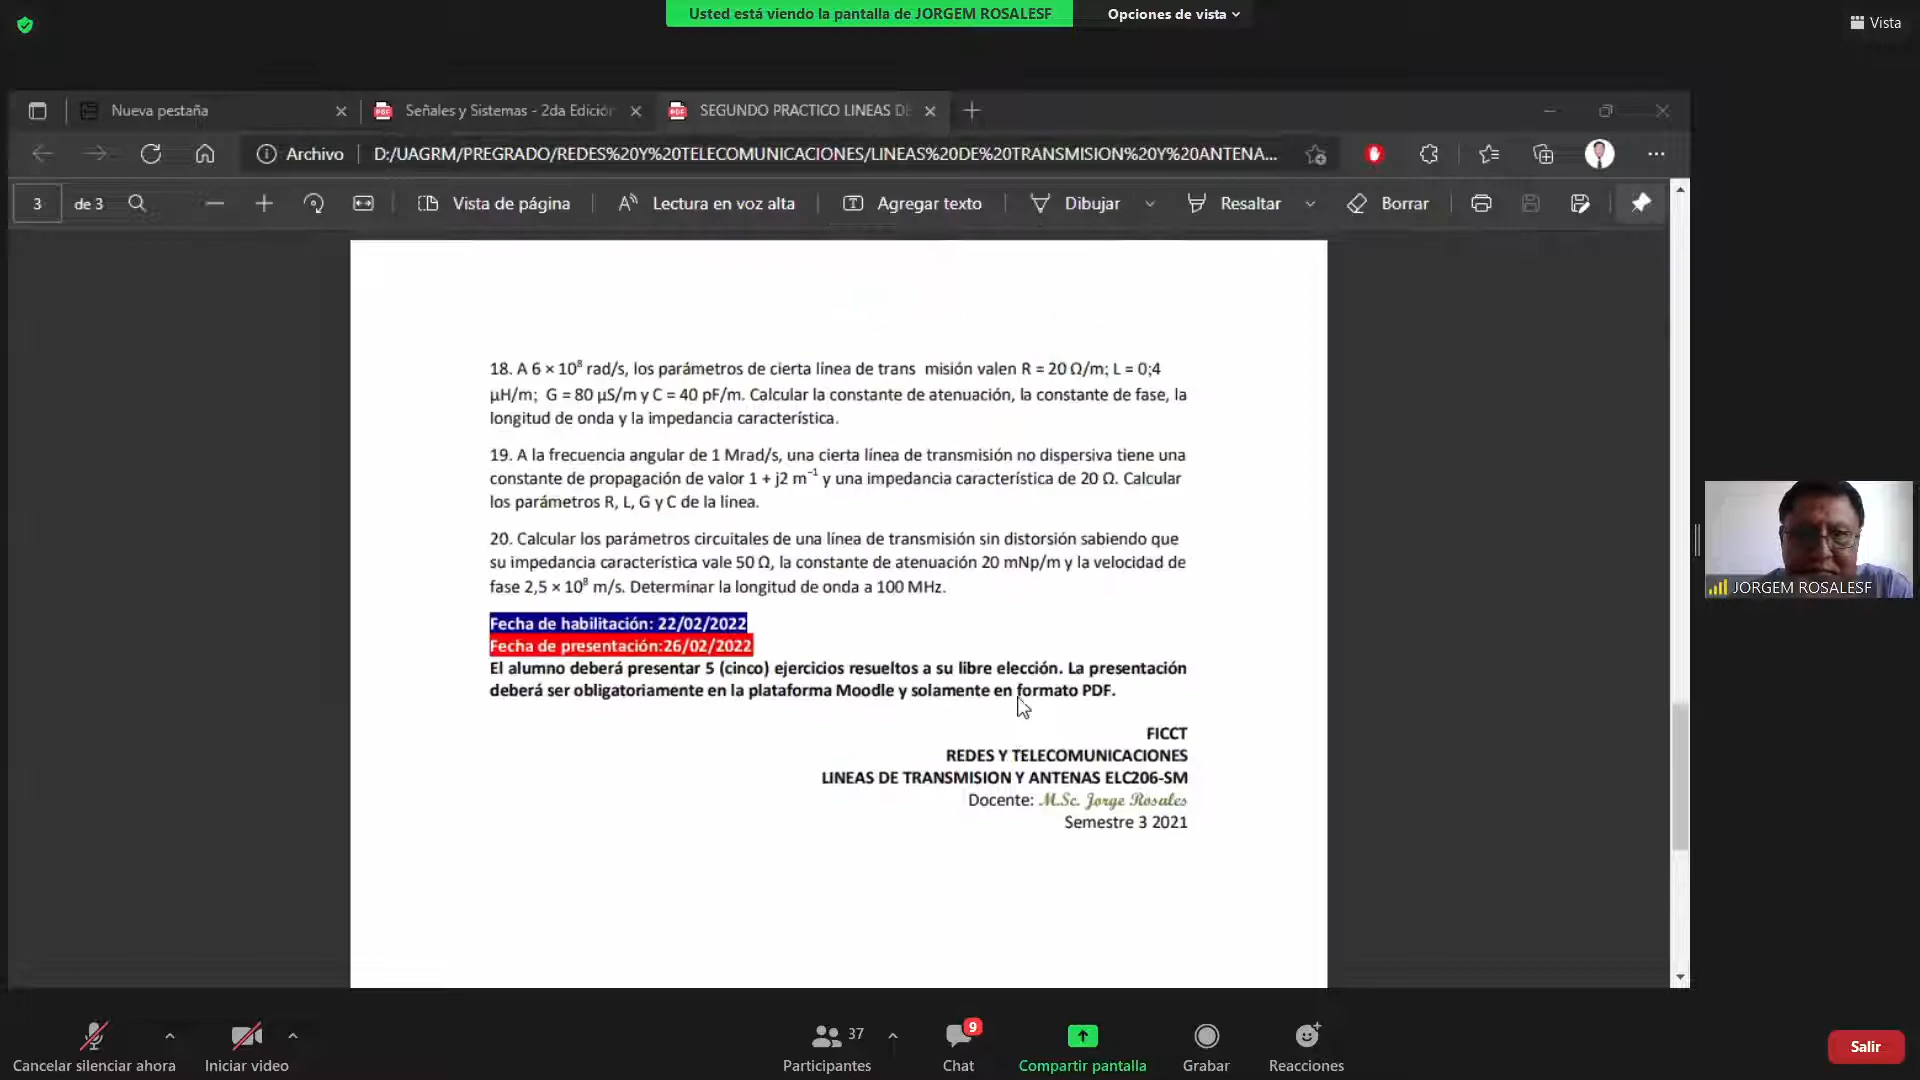 Usted está viendo la pantalla de JORGEM ROSALESF
Opciones de vista
Vista
Nueva pestaña
Señales y Sistemas - 2da Edición
SEGUNDO PRACTICO LINEAS DE
Archivo
D:/UAGRM/PREGRADO/REDES%20Y%20TELECOMUNICACIONES/LINEAS%20DE%20TRANSMISION%20Y%20ANTENA...
3
de 3
Vista de página
Lectura en voz alta
Agregar texto
Dibujar
Resaltar
Borrar
18. A 6 × 10⁸ rad/s, los parámetros de cierta línea de trans misión valen R = 20 Ω/m; L = 0;4
µH/m; G = 80 µS/m y C = 40 pF/m. Calcular la constante de atenuación, la constante de fase, la
longitud de onda y la impedancia característica.
19. A la frecuencia angular de 1 Mrad/s, una cierta línea de transmisión no dispersiva tiene una
constante de propagación de valor 1 + j2 m⁻¹ y una impedancia característica de 20 Ω. Calcular
los parámetros R, L, G y C de la línea.
20. Calcular los parámetros circuitales de una línea de transmisión sin distorsión sabiendo que
su impedancia característica vale 50 Ω, la constante de atenuación 20 mNp/m y la velocidad de
fase 2,5 × 10⁸ m/s. Determinar la longitud de onda a 100 MHz.
Fecha de habilitación: 22/02/2022
Fecha de presentación:26/02/2022
El alumno deberá presentar 5 (cinco) ejercicios resueltos a su libre elección. La presentación
deberá ser obligatoriamente en la plataforma Moodle y solamente en formato PDF.
FICCT
REDES Y TELECOMUNICACIONES
LINEAS DE TRANSMISION Y ANTENAS ELC206-SM
Docente: M.Sc. Jorge Rosales
Semestre 3 2021
JORGEM ROSALESF
Cancelar silenciar ahora
Iniciar video
37
Participantes
9
Chat
Compartir pantalla
Grabar
Reacciones
Salir